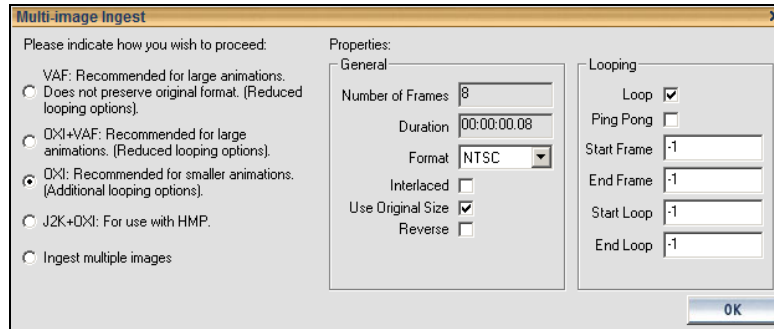 Multi-image Ingest
Please indicate how you wish to proceed:
VAF: Recommended for large animations.
Does not preserve original format. (Reduced
looping options).
OXI+VAF: Recommended for large
animations. (Reduced looping options).
OXI: Recommended for smaller animations.
(Additional looping options).
J2K+OXI: For use with HMP.
Ingest multiple images
Properties:
General
Number of Frames 8
Duration 00:00:00.08
Format NTSC
Interlaced
Use Original Size
Reverse
Looping
Loop
Ping Pong
Start Frame -1
End Frame -1
Start Loop -1
End Loop -1
OK